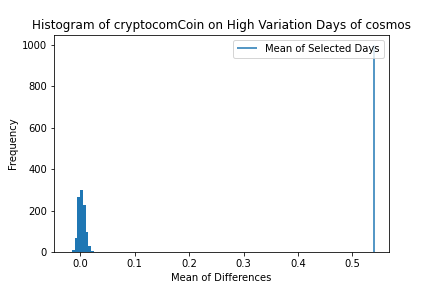 Histogram of cryptocomCoin on High Variation Days of cosmos
1000
800
600
400
200
0
Frequency
Mean of Selected Days
0.0 0.1 0.2 0.3 0.4 0.5
Mean of Differences